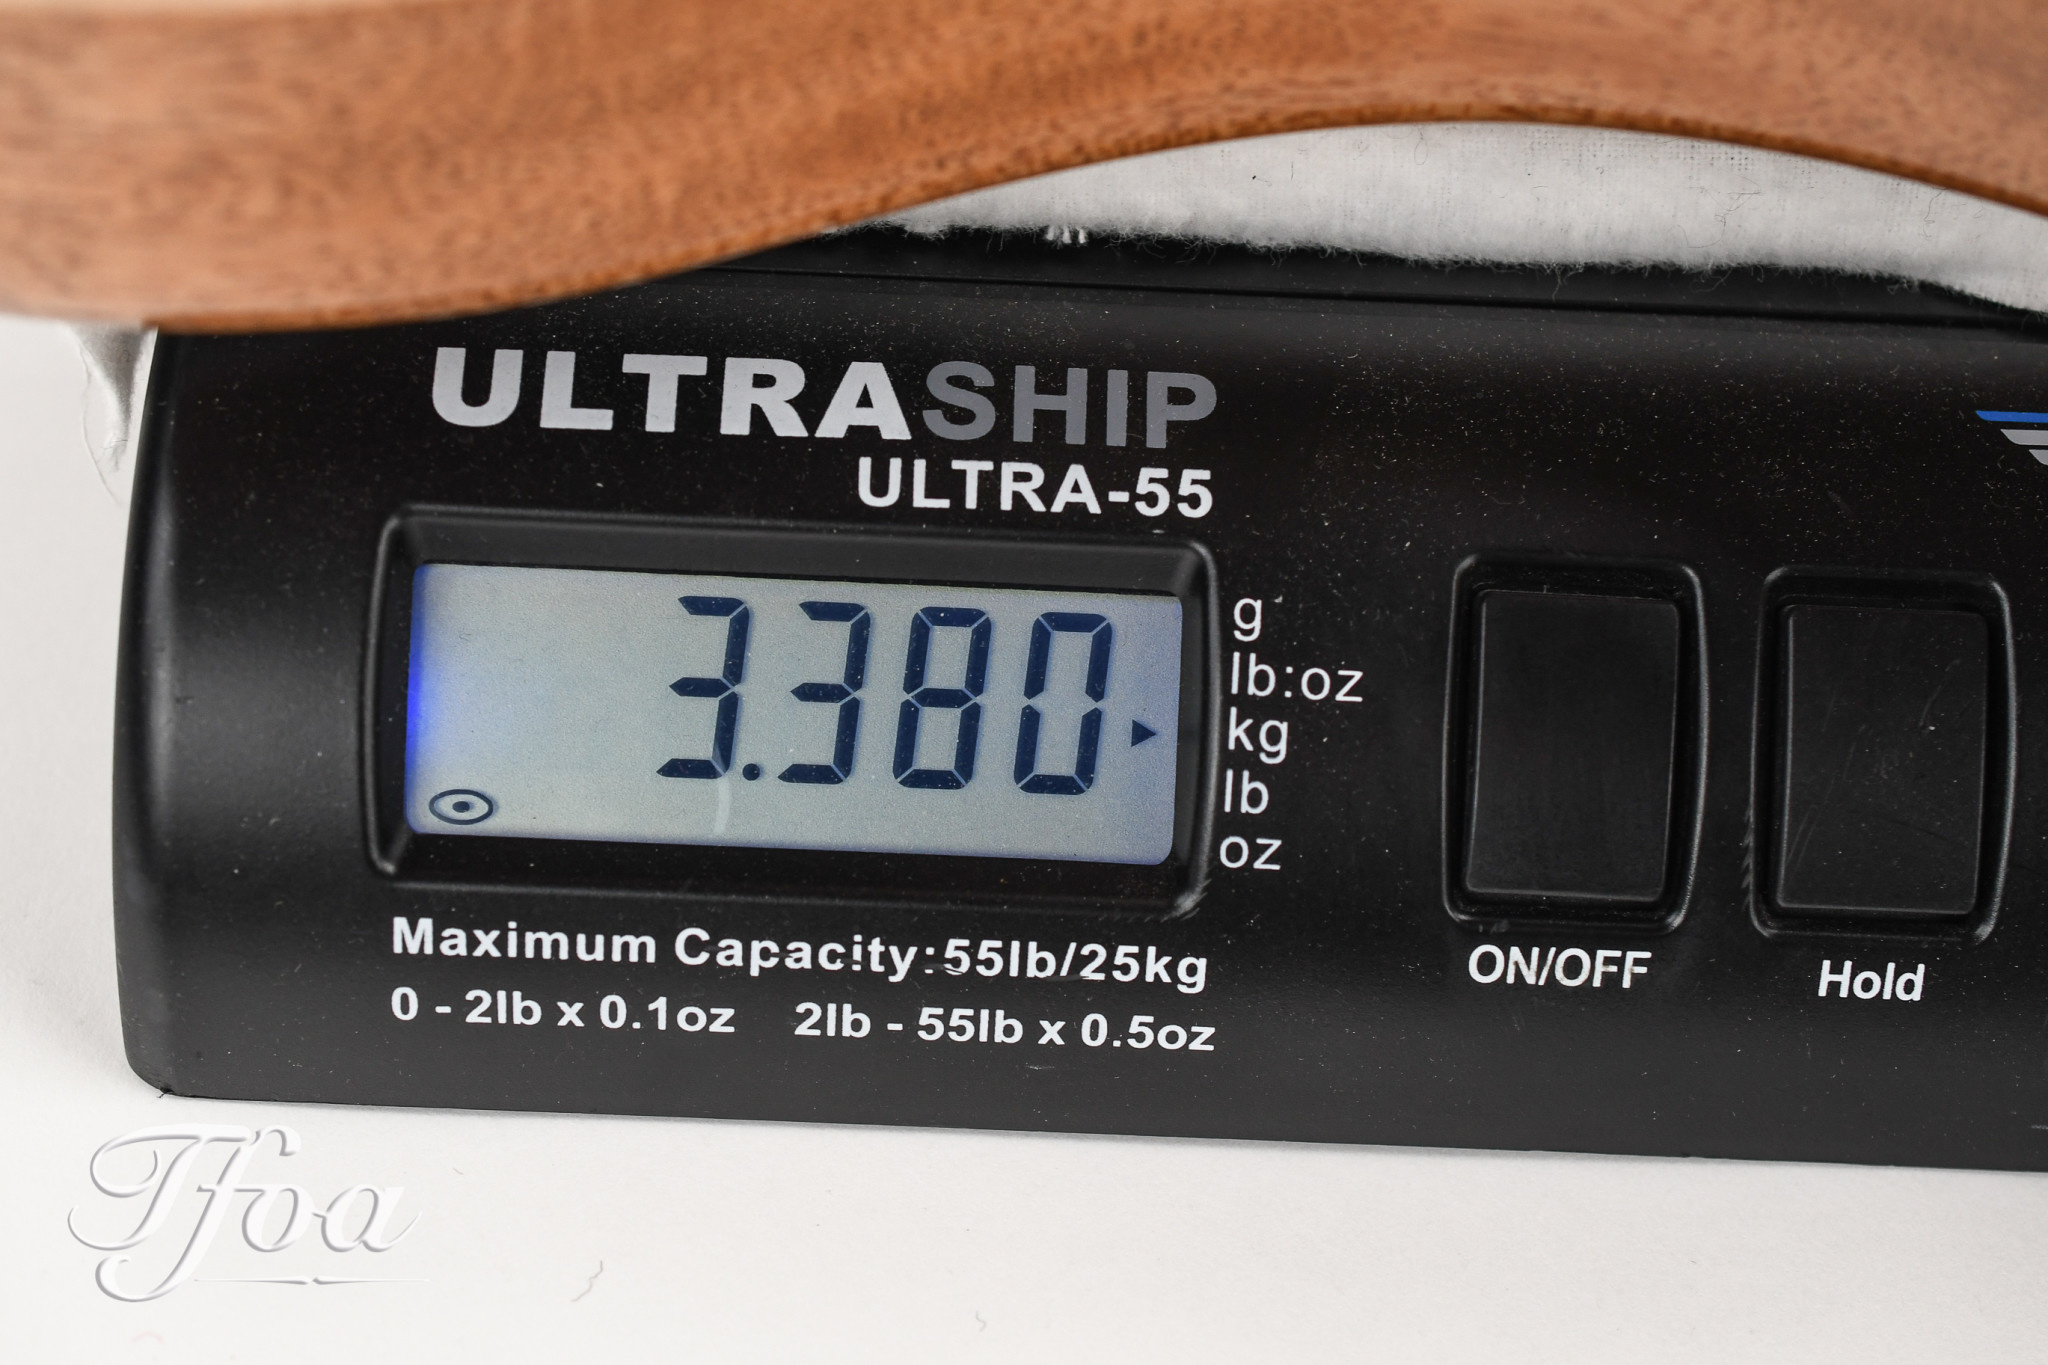 ULTRASHIP
ULTRA-55
3.380
g
lb:oz
kg
lb
oz
Maximum Capacity:55lb/25kg
0 - 2lb x 0.1oz 2lb - 55lb x 0.5oz
ON/OFF
Hold
Tfoa